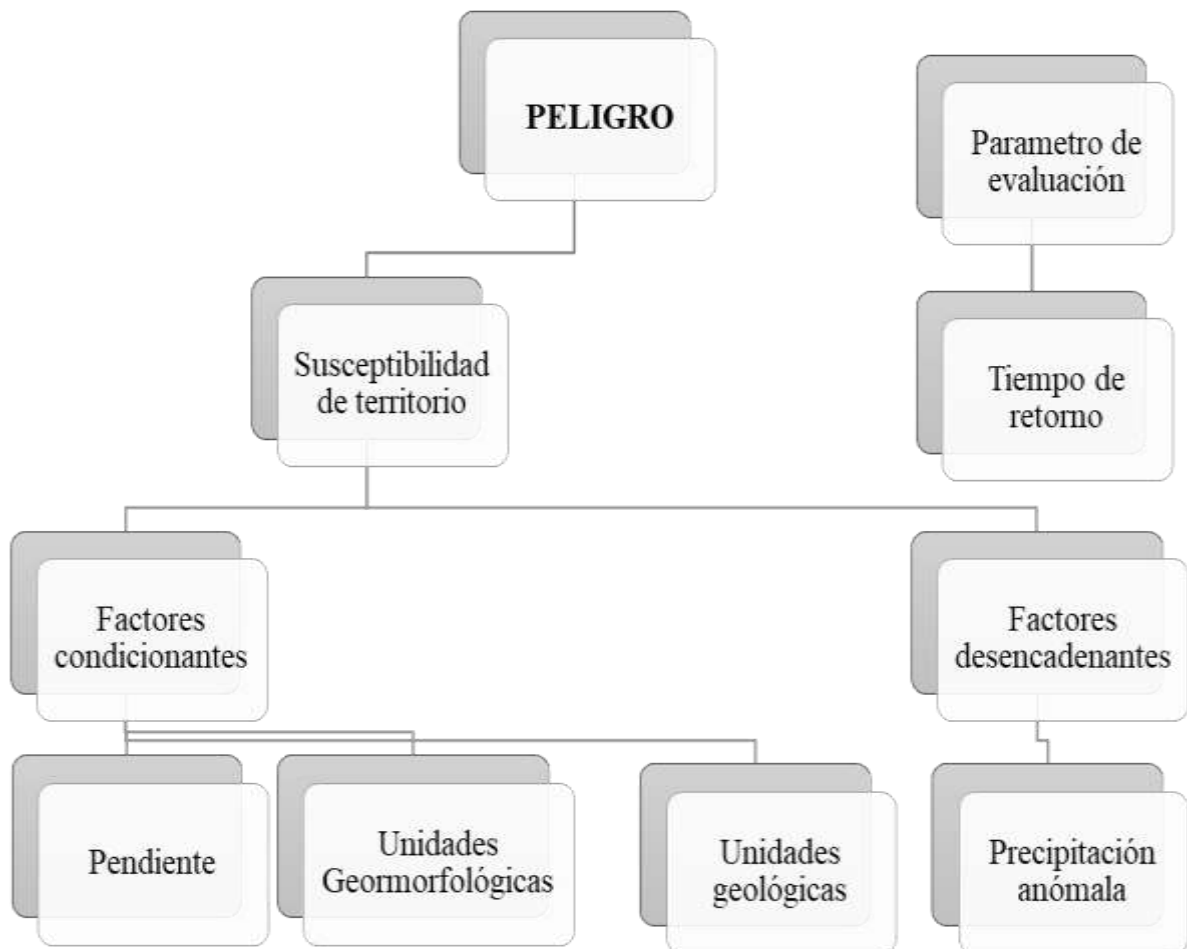 PELIGRO
Parametro de
evaluación
Susceptibilidad
de territorio
Tiempo de
retorno
Factores
condicionantes
Factores
desencadenantes
Pendiente
Unidades
Geormorfológicas
Unidades
geológicas
Precipitación
anómala